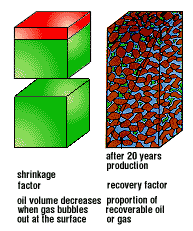 shrinkage
factor
oil volume decreases
when gas bubbles
out at the surface
after 20 years
production
recovery factor
proportion of
recoverable oil
or gas